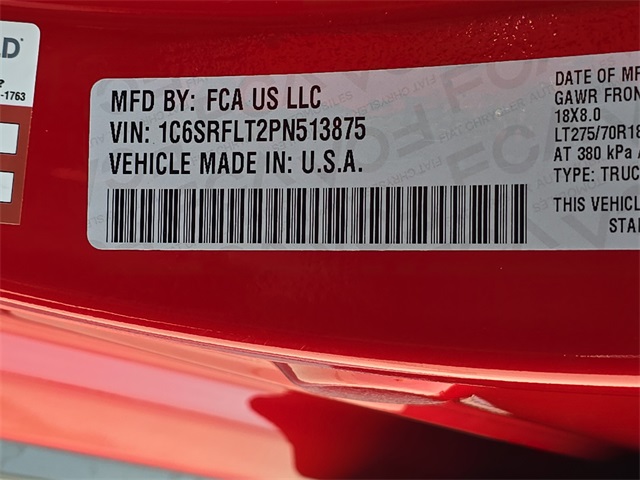 D
?
-1763
MFD BY: FCA US LLC
VIN: 1C6SRFLT2PN513875
VEHICLE MADE IN: U.S.A.
DATE OF MF
GAWR FRON
18X8.0
LT275/70R18
AT 380 kPa
TYPE: TRUC
THIS VEHICL
STA